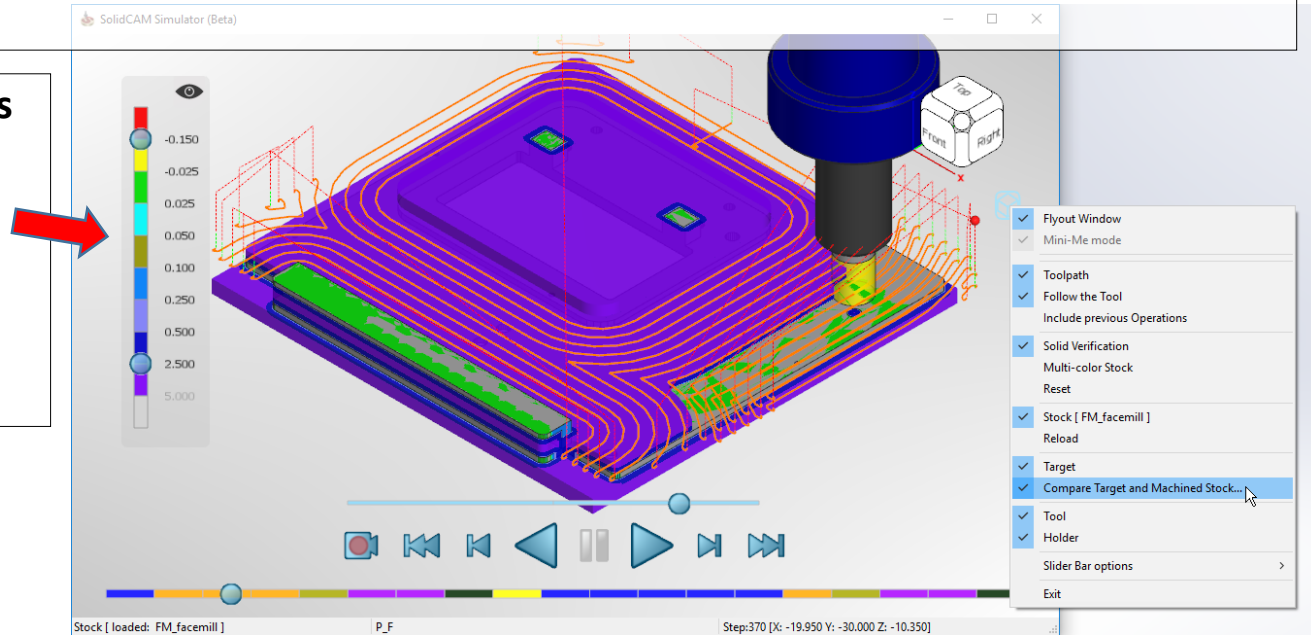 SolidCAM Simulator (Beta)
s
-0.150
-0.025
0.025
0.050
0.100
0.250
0.500
2.500
5.000
Top
Front
Right
x
Flyout Window
Mini-Me mode
Toolpath
Follow the Tool
Include previous Operations
Solid Verification
Multi-color Stock
Reset
Stock [ FM_facemill ]
Reload
Target
Compare Target and Machined Stock...
Tool
Holder
Slider Bar options
Exit
Stock [ loaded: FM_facemill ]
P_F
Step:370 [X: -19.950 Y: -30.000 Z: -10.350]